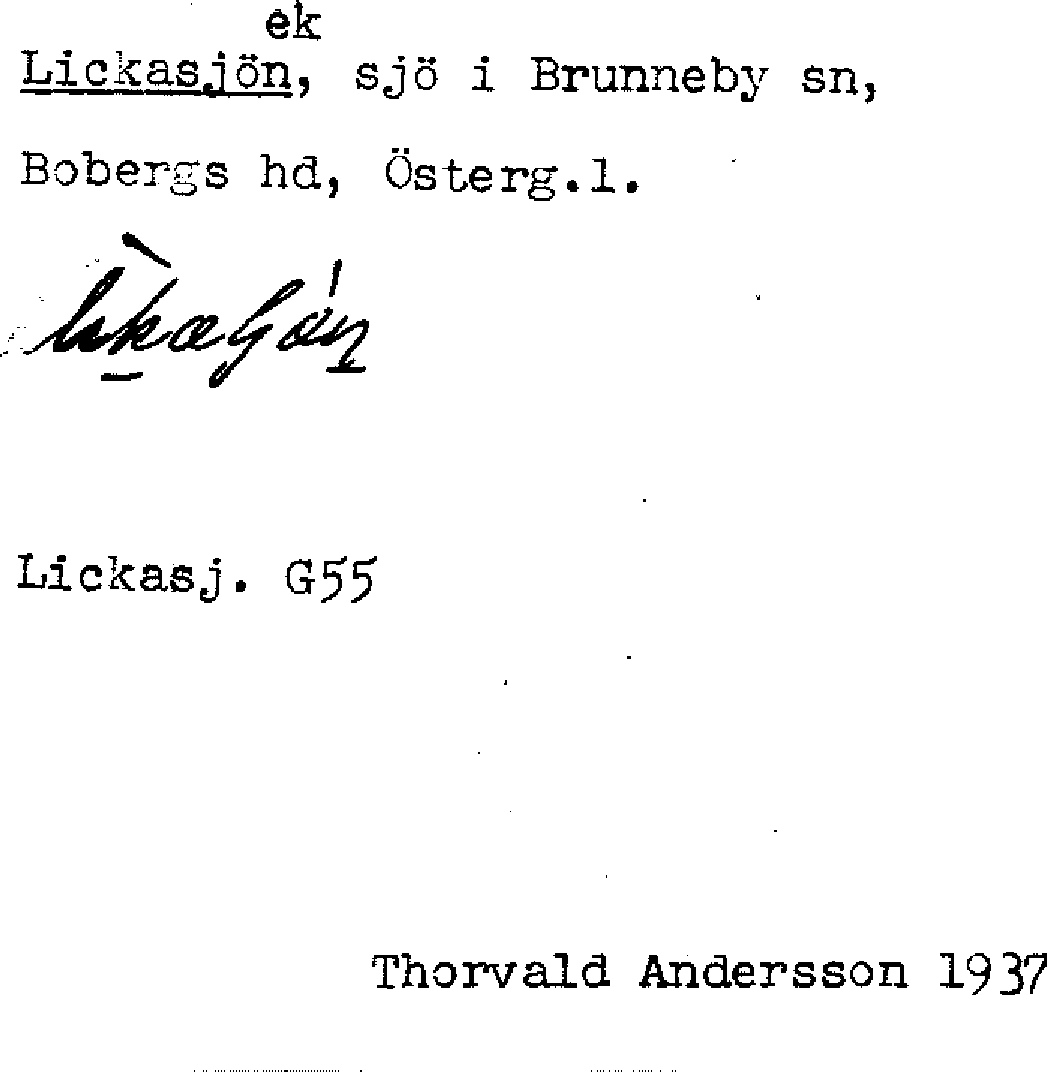 ek
Lickasjön, sjö i Brunneby sn,
Bobergs hd, Österg.l.
Lickasj. G55
Thorvald Andersson 1937